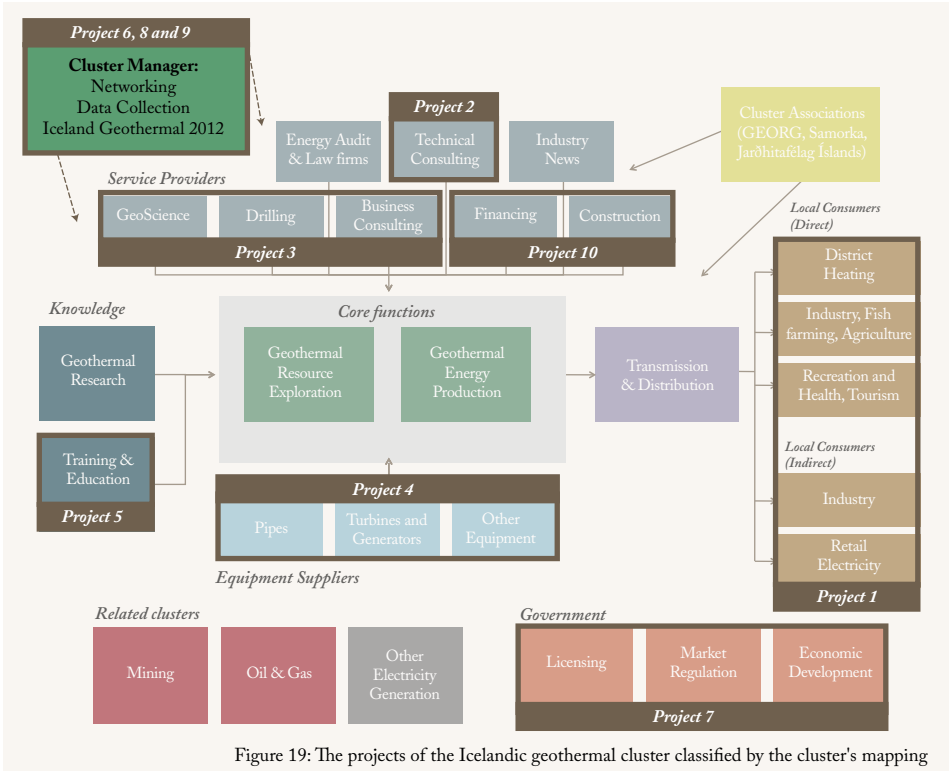 Project 6, 8 and 9
Cluster Manager:
Networking
Data Collection
Iceland Geothermal 2012
Project 2
Technical
Consulting
Energy Audit
& Law firms
Industry
News
Cluster Associations
(GEORG, Samorka,
Jarðhitafélag Íslands)
Service Providers
GeoScience
Drilling
Business
Consulting
Project 3
Financing
Construction
Project 10
Local Consumers
(Direct)
District
Heating
Industry, Fish
farming, Agriculture
Recreation and
Health, Tourism
Local Consumers
(Indirect)
Industry
Retail
Electricity
Project 1
Knowledge
Geothermal
Research
Training &
Education
Project 5
Core functions
Geothermal
Resource
Exploration
Geothermal
Energy
Production
Transmission
& Distribution
Project 4
Pipes
Turbines and
Generators
Other
Equipment
Equipment Suppliers
Related clusters
Mining
Oil & Gas
Other
Electricity
Generation
Government
Licensing
Market
Regulation
Economic
Development
Project 7
Figure 19: The projects of the Icelandic geothermal cluster classified by the cluster's mapping